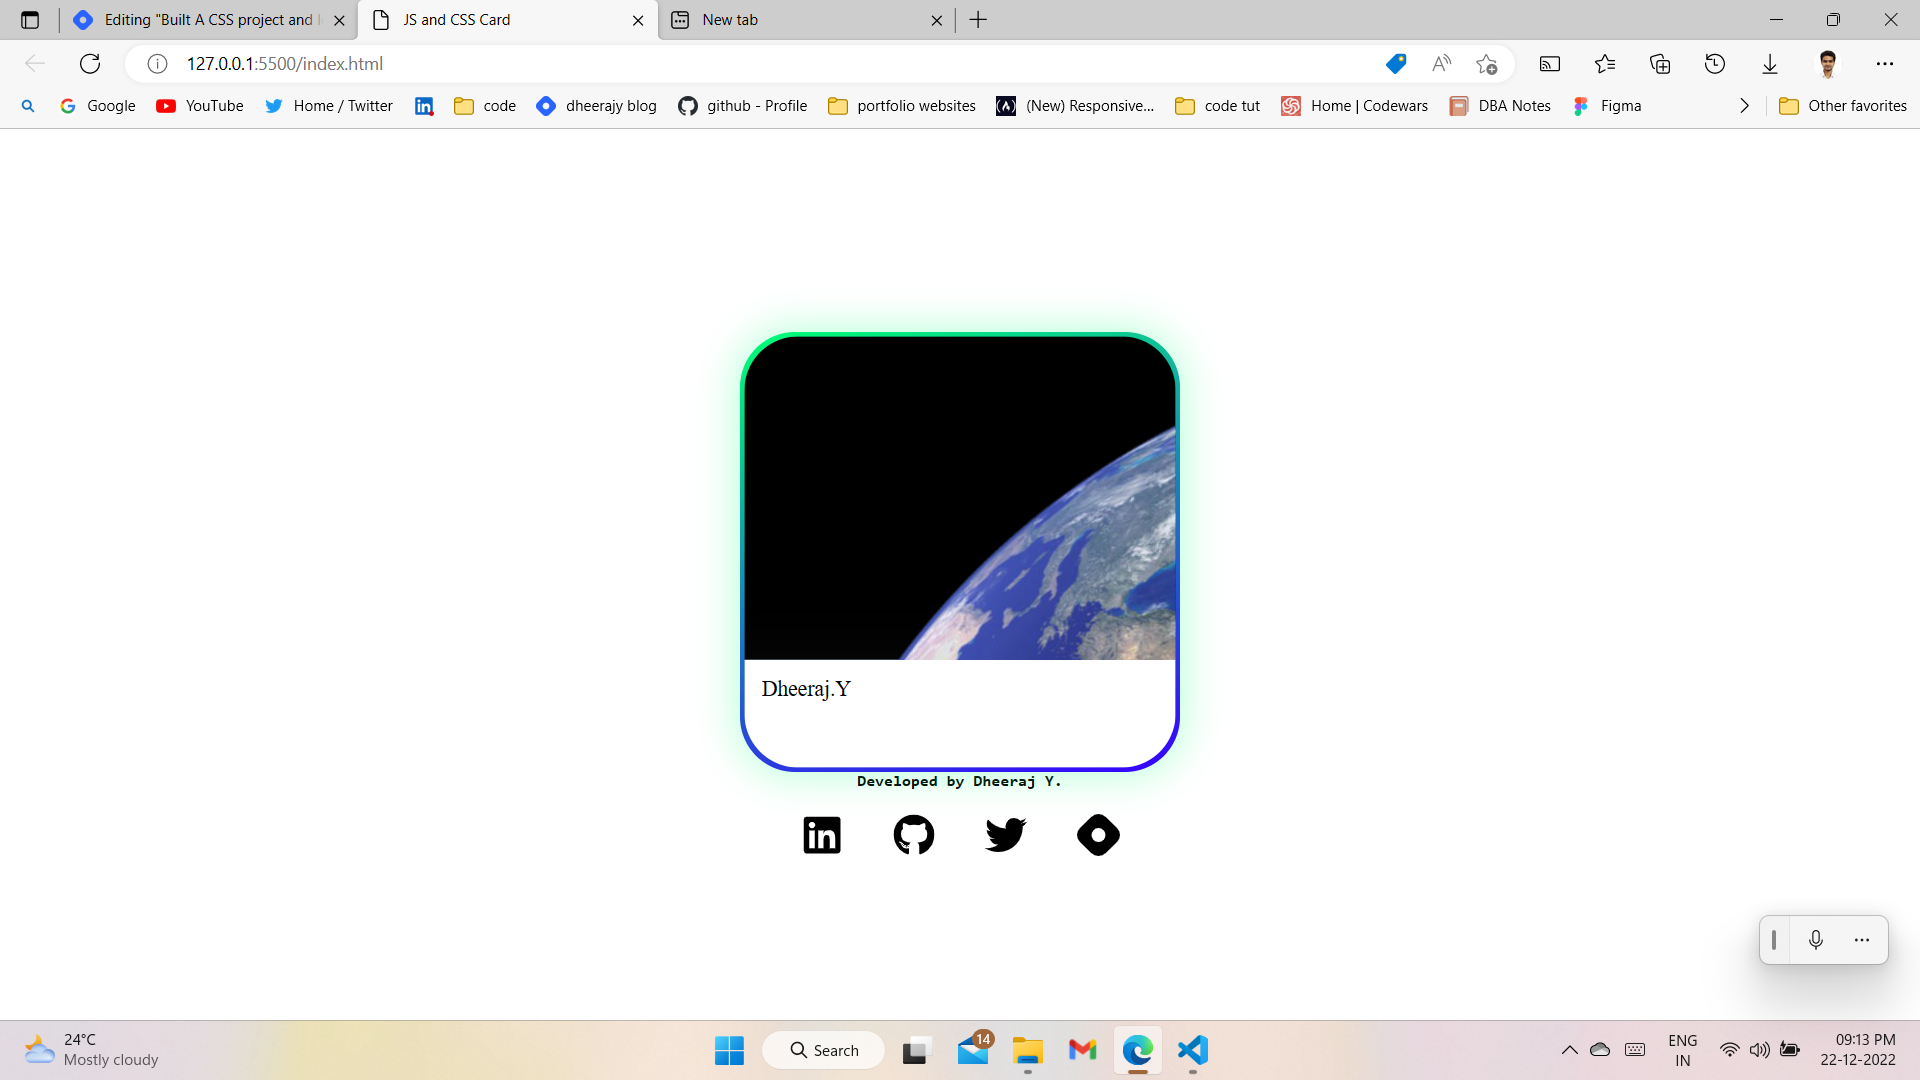 Editing "Built A CSS project and
JS and CSS Card
New tab
127.0.0.1:5500/index.html
Google
YouTube
Home / Twitter
code
dheerajy blog
github - Profile
portfolio websites
(New) Responsive...
code tut
Home | Codewars
DBA Notes
Figma
Other favorites
Dheeraj.Y
Developed by Dheeraj Y.
in
24°C
Mostly cloudy
Search
14
ENG
IN
09:13 PM
22-12-2022